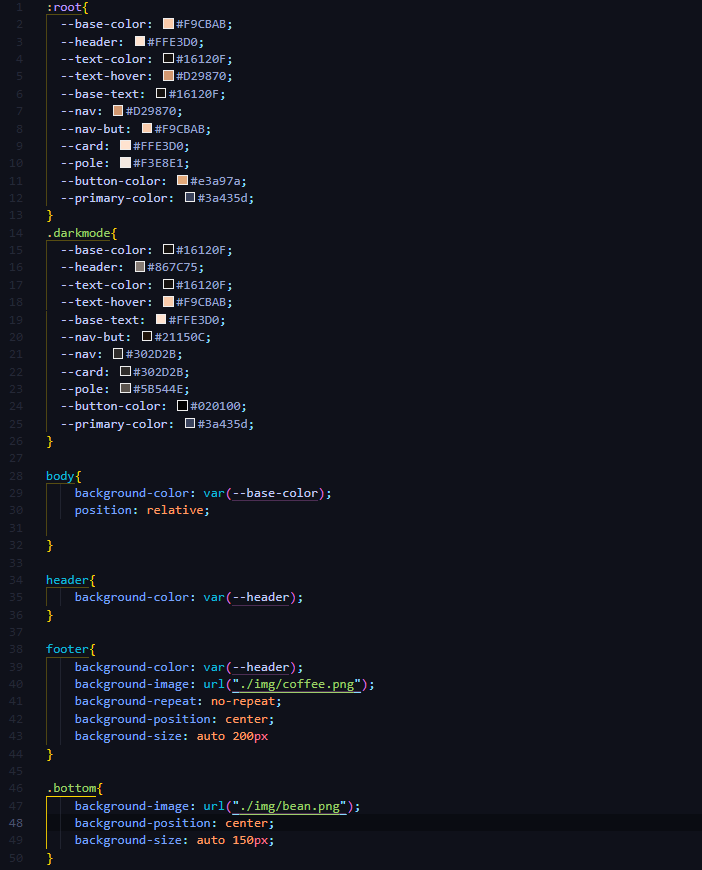 1 :root{
2 --base-color: #F9CBAB;
3 --header: #FFE3D0;
4 --text-color: #16120F;
5 --text-hover: #D29870;
6 --base-text: #16120F;
7 --nav: #D29870;
8 --nav-but: #F9CBAB;
9 --card: #FFE3D0;
10 --pole: #F3E8E1;
11 --button-color: #e3a97a;
12 --primary-color: #3a435d;
13 }
14 .darkmode{
15 --base-color: #16120F;
16 --header: #867C75;
17 --text-color: #16120F;
18 --text-hover: #F9CBAB;
19 --base-text: #FFE3D0;
20 --nav-but: #21150C;
21 --nav: #302D2B;
22 --card: #302D2B;
23 --pole: #5B544E;
24 --button-color: #020100;
25 --primary-color: #3a435d;
26 }
27
28 body{
29 background-color: var(--base-color);
30 position: relative;
31
32 }
33
34 header{
35 background-color: var(--header);
36 }
37
38 footer{
39 background-color: var(--header);
40 background-image: url("./img/coffee.png");
41 background-repeat: no-repeat;
42 background-position: center;
43 background-size: auto 200px
44 }
45
46 .bottom{
47 background-image: url("./img/bean.png");
48 background-position: center;
49 background-size: auto 150px;
50 }